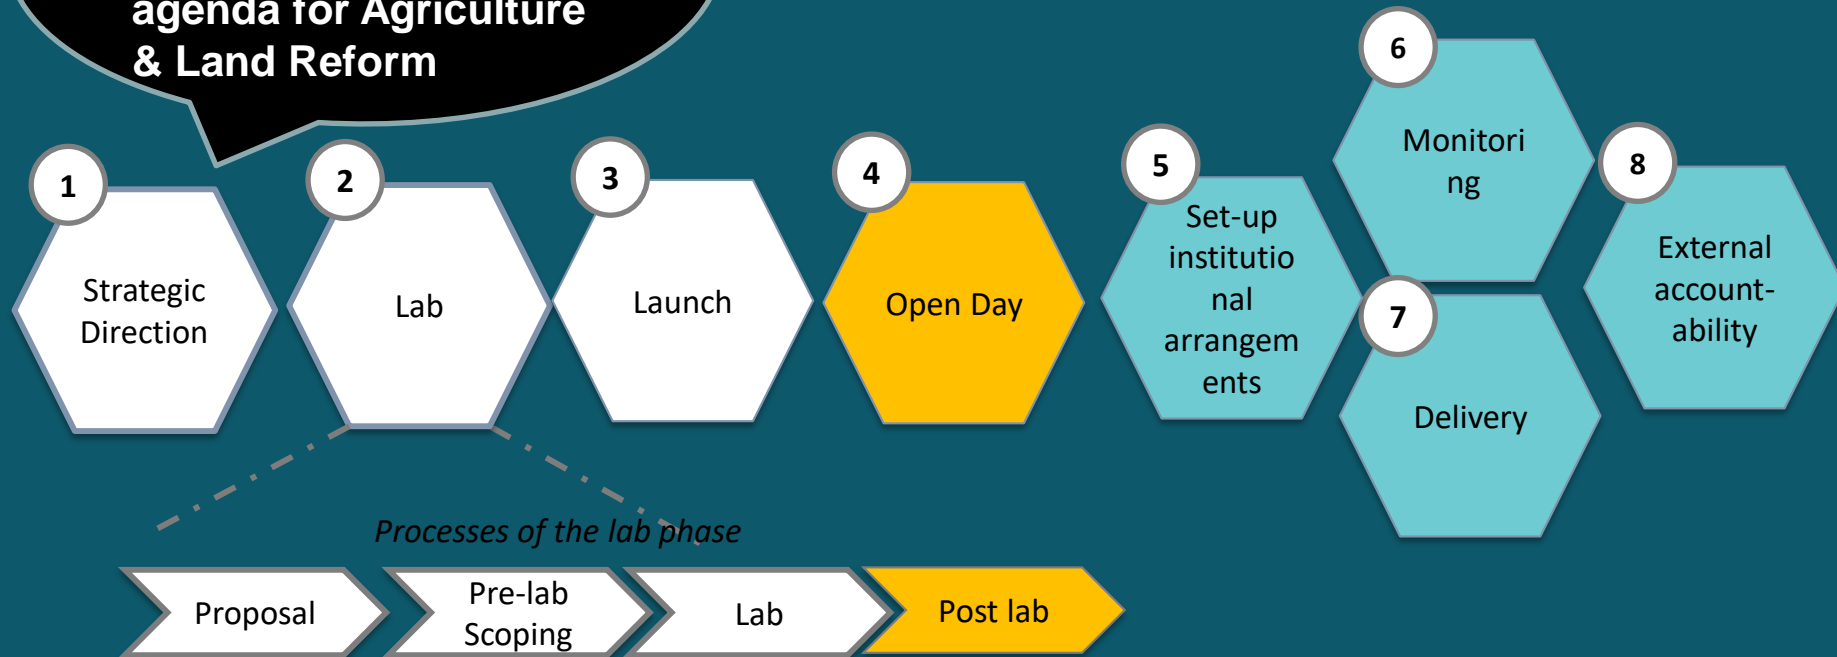 agenda for Agriculture
& Land Reform
1
Strategic
Direction
2
Lab
3
Launch
4
Open Day
5
Set-up
institutio
nal
arrangem
ents
6
Monitori
ng
7
Delivery
8
External
account-
ability
Processes of the lab phase
Proposal
Pre-lab
Scoping
Lab
Post lab